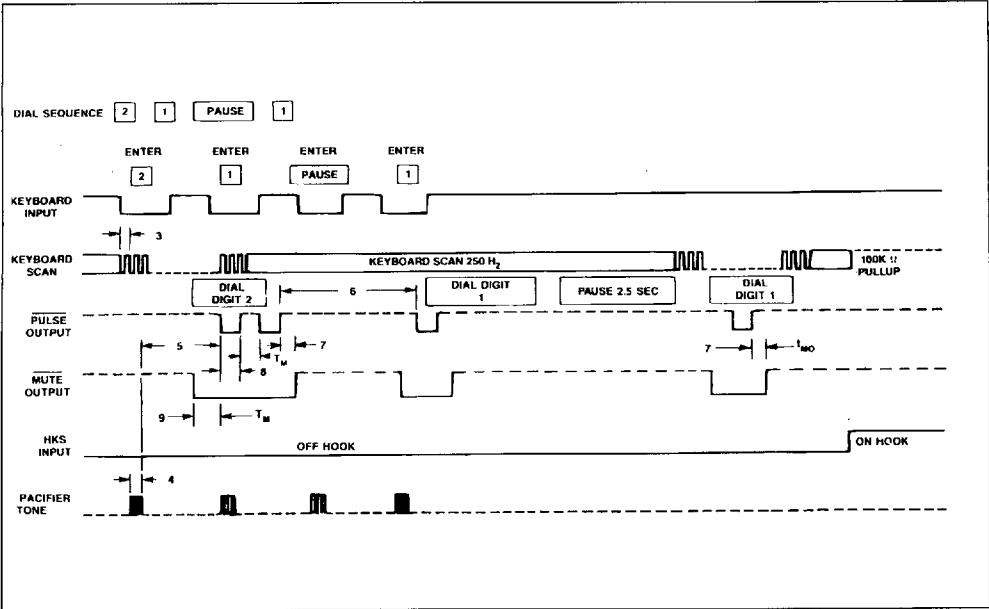 DIAL SEQUENCE 2 1 PAUSE 1
ENTER ENTER ENTER ENTER
2 1 PAUSE 1
KEYBOARD
INPUT
3
KEYBOARD
SCAN
KEYBOARD SCAN 250 Hz
100K Ω
PULLUP
DIAL
DIGIT 2
6
DIAL DIGIT
1
PAUSE 2.5 SEC
DIAL
DIGIT 1
PULSE
OUTPUT
5
TM
7
7
tMO
8
MUTE
OUTPUT
9
TM
HKS
INPUT
OFF HOOK
ON HOOK
4
PACIFIER
TONE